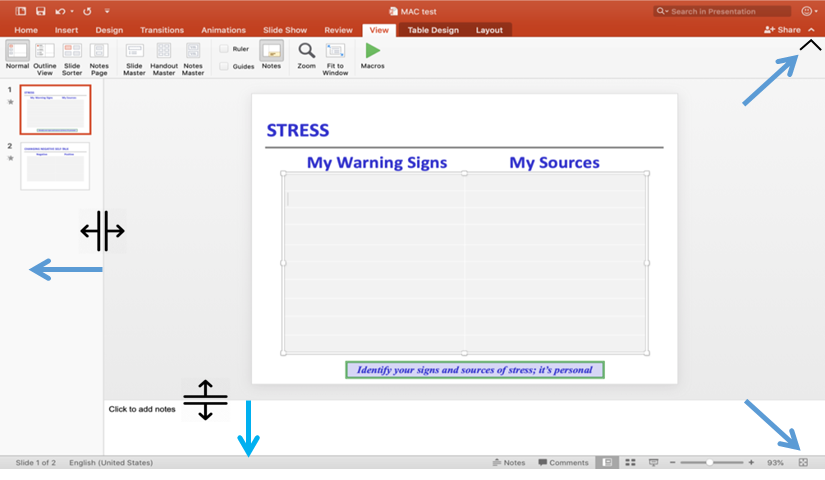 MAC test
Search in Presentation
Home Insert Design Transitions Animations Slide Show Review View Table Design Layout Share
Normal Outline View Slide Sorter Notes Page Slide Master Handout Master Notes Master Ruler Guides Notes Zoom Fit to Window Macros
1
2
STRESS
My Warning Signs My Sources
Identify your signs and sources of stress; it's personal
Click to add notes
Slide 1 of 2 English (United States) Notes Comments 93%